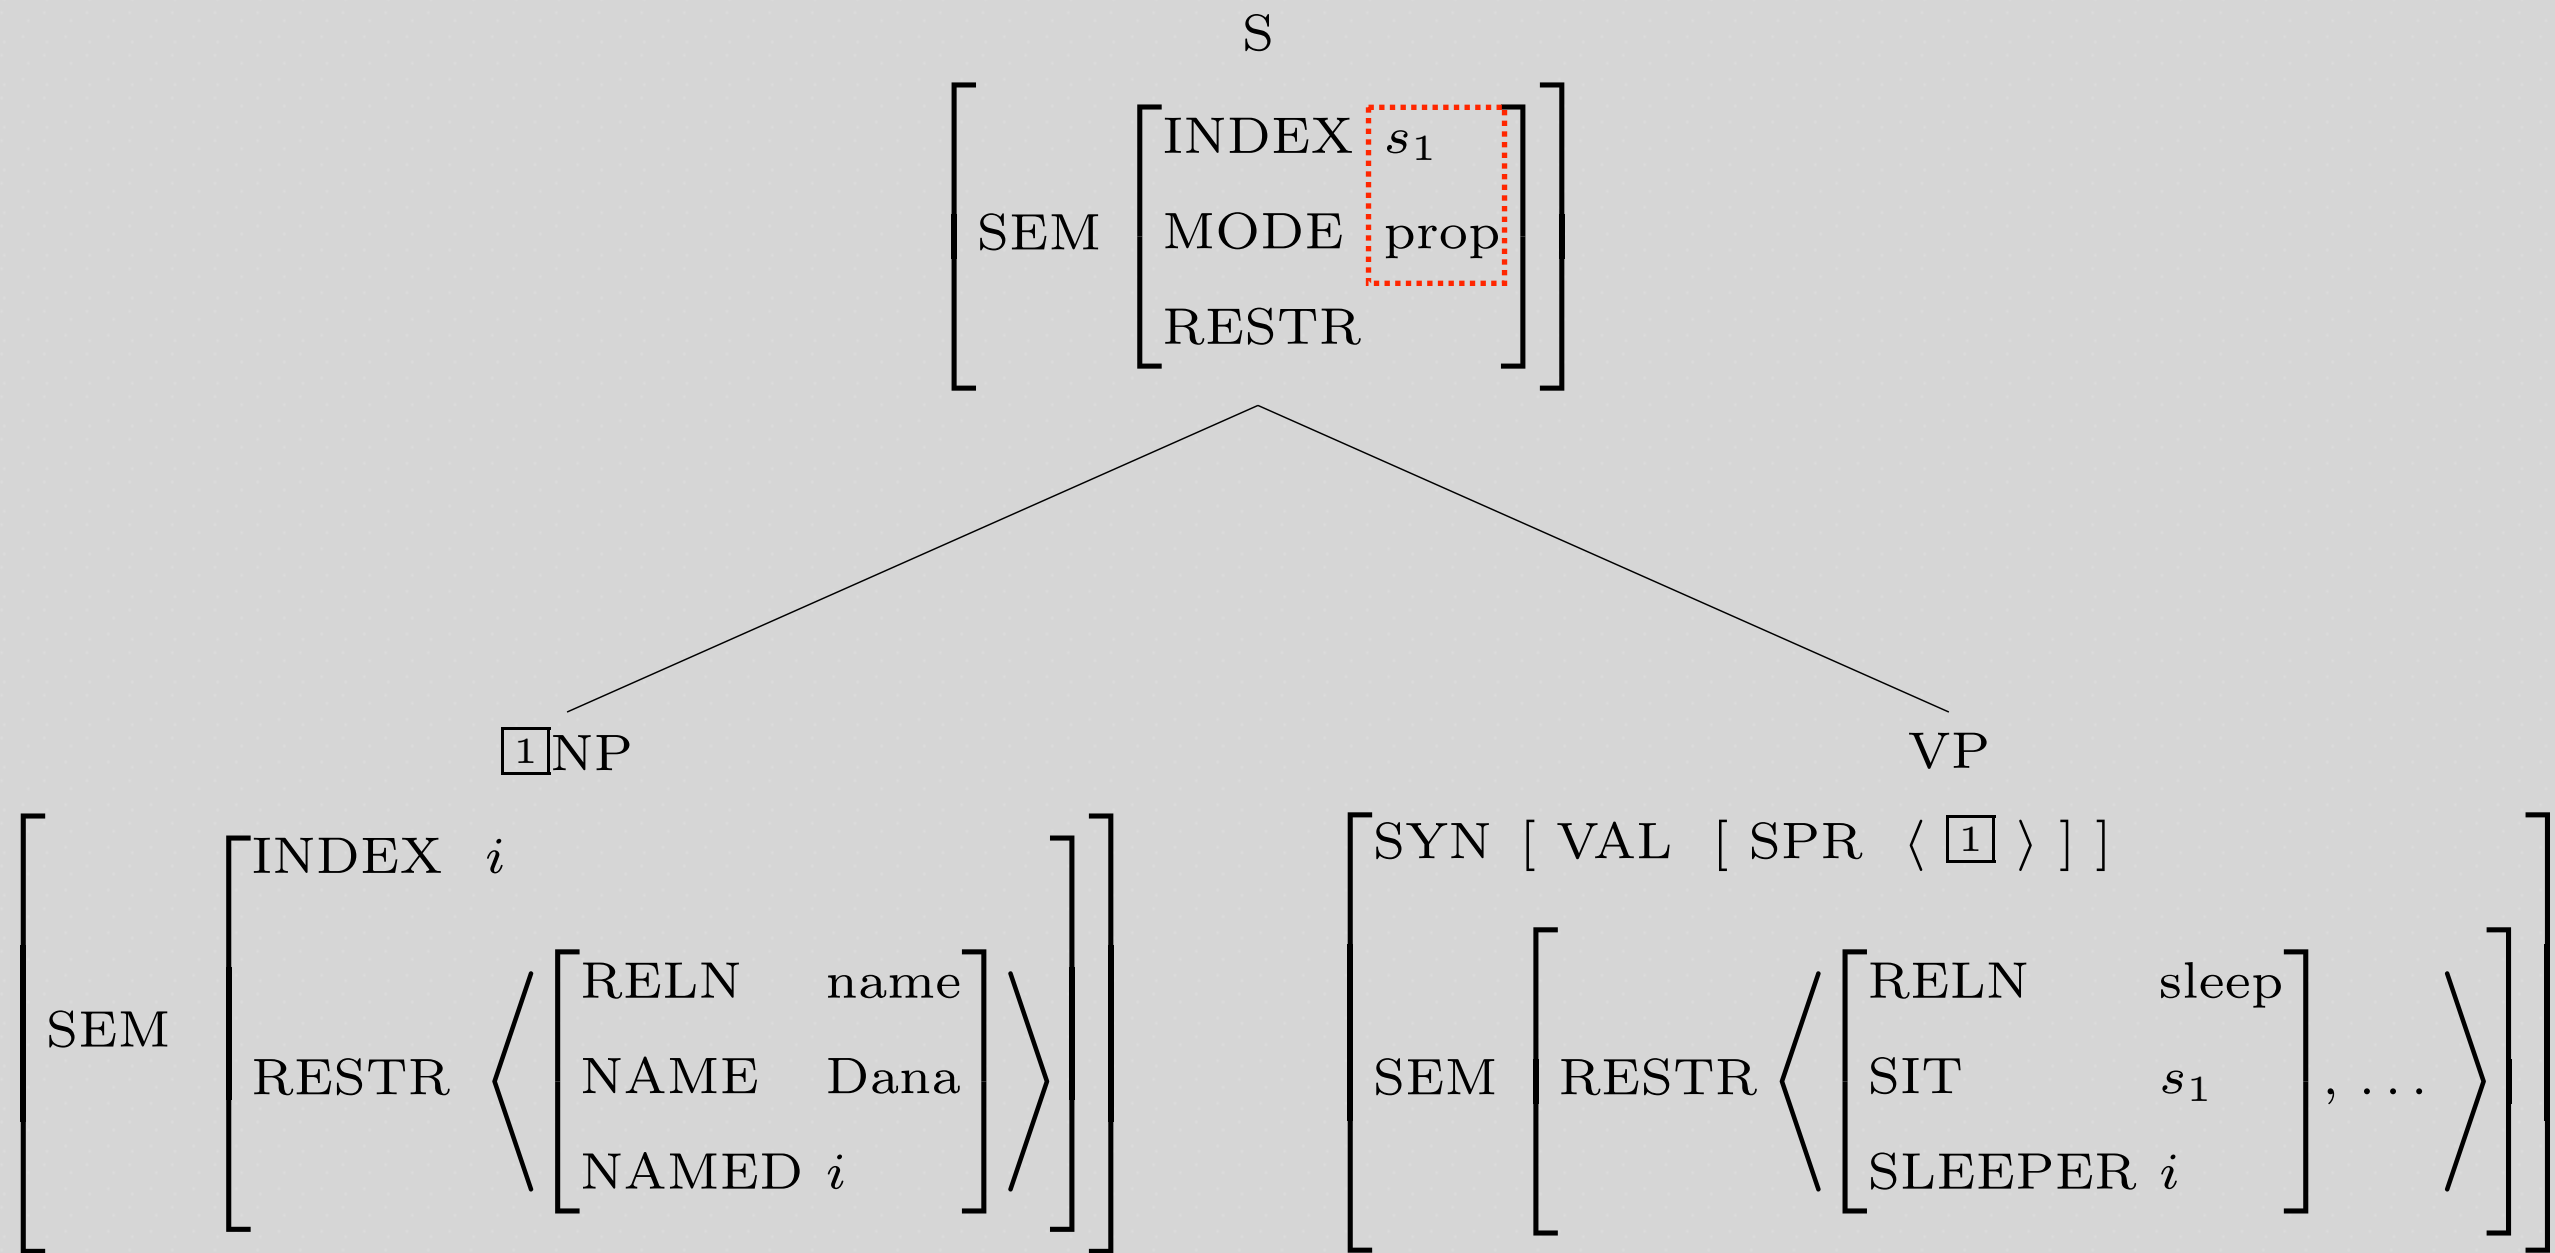 S
INDEX s1
SEM MODE prop
RESTR
1 NP VP
INDEX i SYN [ VAL [ SPR ⟨ 1 ⟩ ] ]
RELN name RELN sleep
SEM RESTR ⟨ NAME Dana ⟩ SEM RESTR ⟨ SIT s1 , … ⟩
NAMED i SLEEPER i